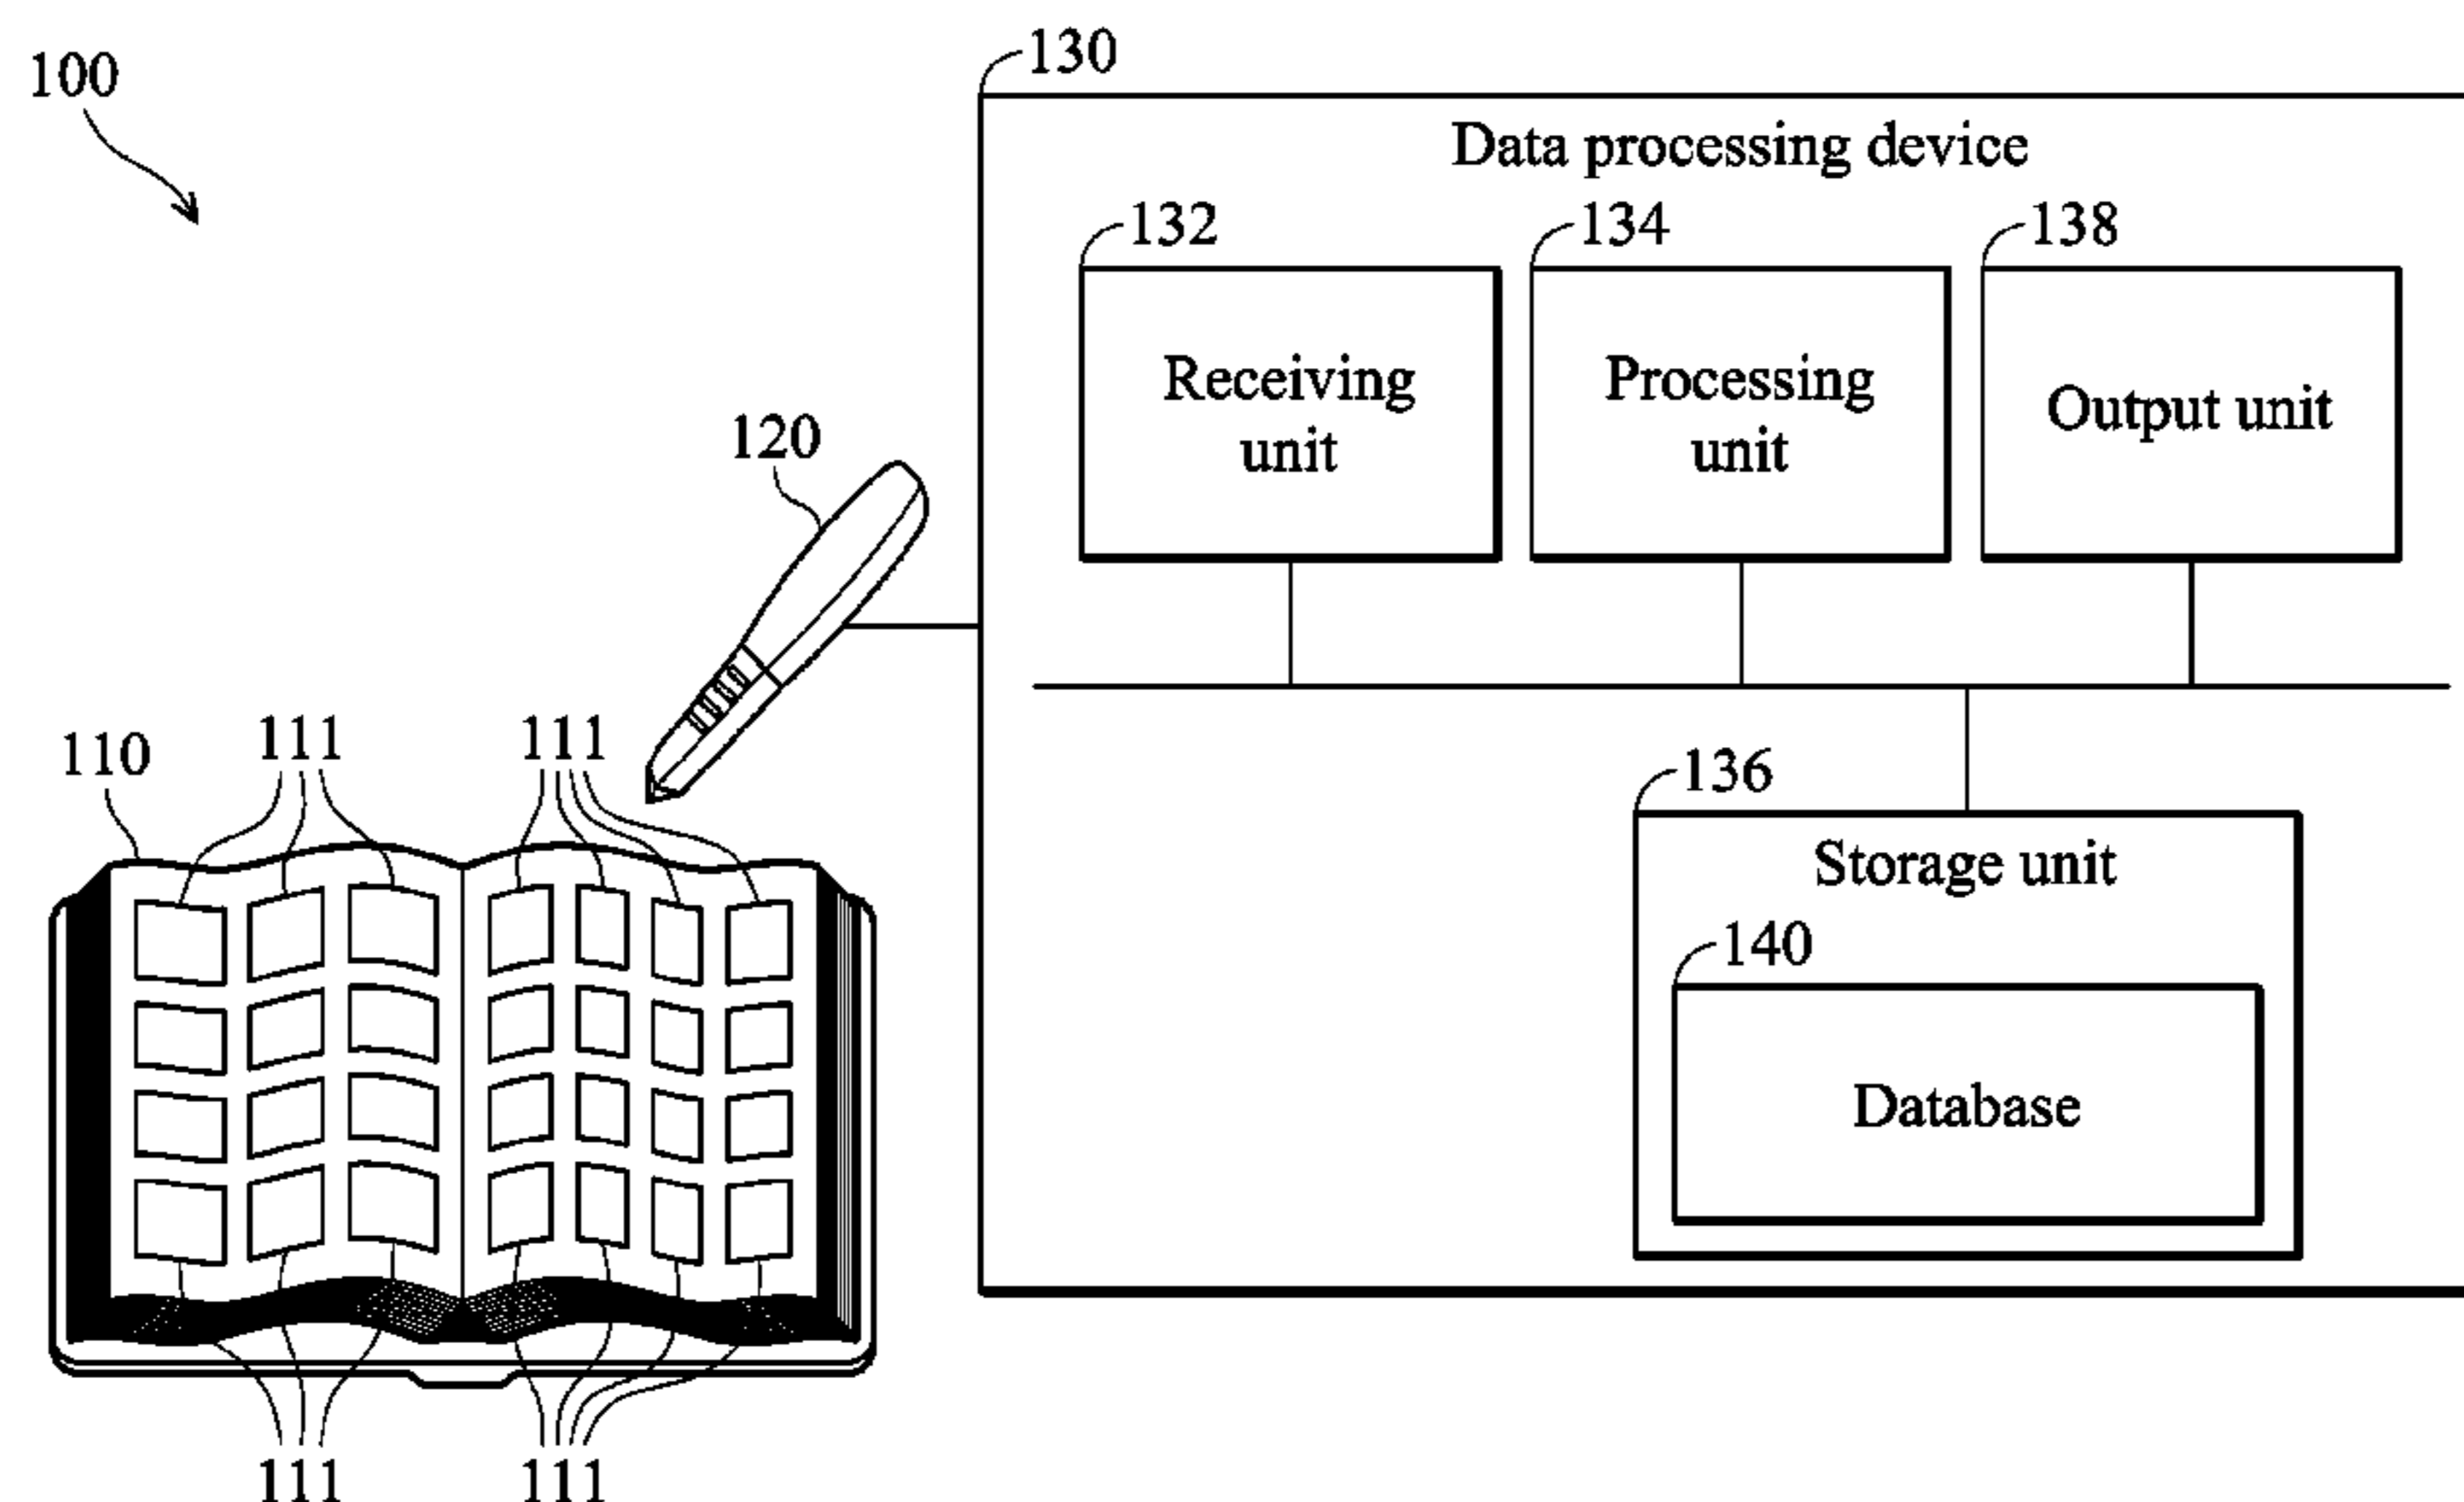 100
130
Data processing device
132
134
138
Receiving
unit
Processing
unit
Output unit
120
110
111
111
136
Storage unit
140
Database
111
111